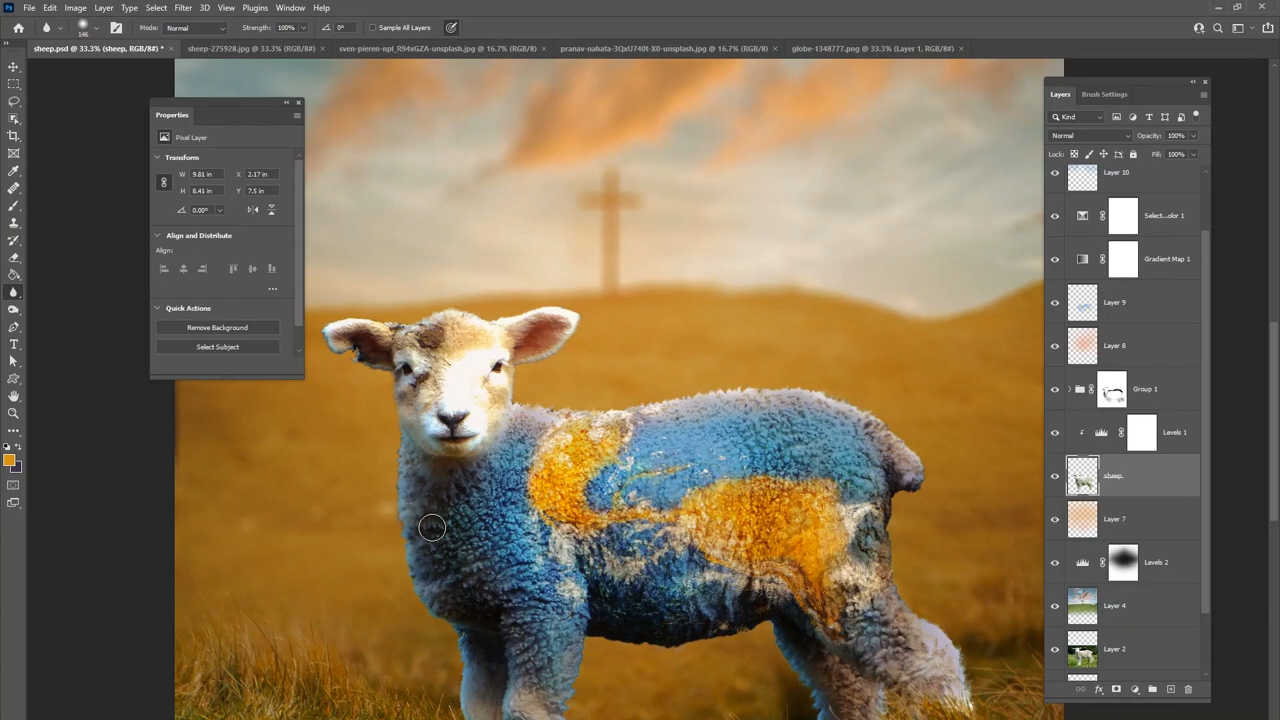 Ps File Edit Image Layer Type Select Filter 3D View Plugins Window Help
Mode: Normal Strength: 100% 0° Sample All Layers
146
sheep.psd @ 33.3% (sheep, RGB/8#) * × sheep-275928.jpg @ 33.3% (RGB/8#) × sven-pieren-npl_R94xGZA-unsplash.jpg @ 16.7% (RGB/8) × pranav-nahata-3QxU740t-X0-unsplash.jpg @ 16.7% (RGB/8) × globe-1348777.png @ 33.3% (Layer 1, RGB/8#) ×
Properties
Pixel Layer
Transform
W 9.81 in X 2.17 in
H 8.41 in Y 7.5 in
0.00°
Align and Distribute
Align:
Quick Actions
Remove Background
Select Subject
Layers Brush Settings
Kind
Normal Opacity: 100%
Lock: Fill: 100%
Layer 10
Select...olor 1
Gradient Map 1
Layer 9
Layer 8
Group 1
Levels 1
sheep
Layer 7
Levels 2
Layer 4
Layer 2
fx